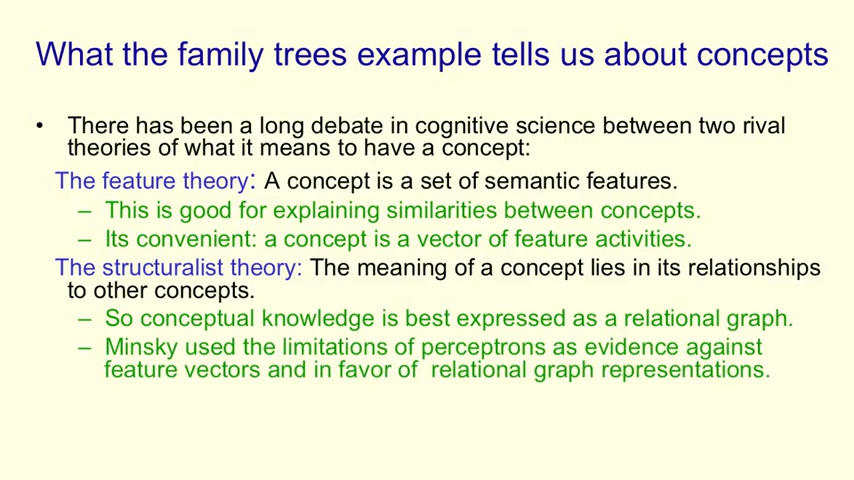 What the family trees example tells us about concepts
• There has been a long debate in cognitive science between two rival
theories of what it means to have a concept:
The feature theory: A concept is a set of semantic features.
– This is good for explaining similarities between concepts.
– Its convenient: a concept is a vector of feature activities.
The structuralist theory: The meaning of a concept lies in its relationships
to other concepts.
– So conceptual knowledge is best expressed as a relational graph.
– Minsky used the limitations of perceptrons as evidence against
feature vectors and in favor of relational graph representations.